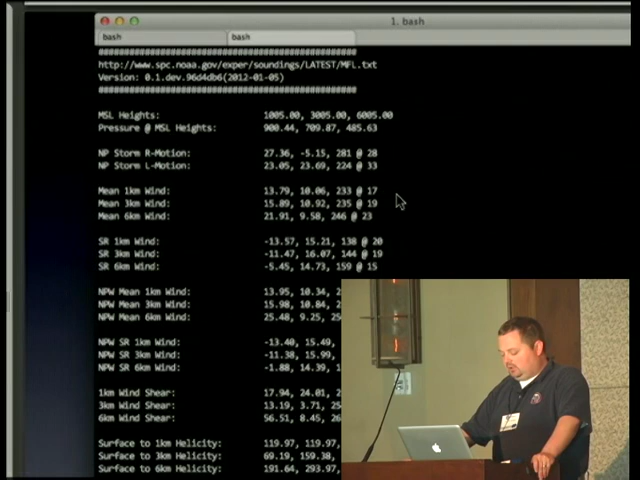 1. bash
bash bash
############################################
http://www.spc.noaa.gov/exper/soundings/LATEST/MFL.txt
Version: 0.1.dev.96d4db6(2012-01-05)
############################################
MSL Heights: 1005.00, 3005.00, 6005.00
Pressure @ MSL Heights: 900.44, 709.87, 485.63
NP Storm R-Motion: 27.36, -5.15, 281 @ 28
NP Storm L-Motion: 23.05, 23.69, 224 @ 33
Mean 1km Wind: 13.79, 10.06, 233 @ 17
Mean 3km Wind: 15.89, 10.92, 235 @ 19
Mean 6km Wind: 21.91, 9.58, 246 @ 23
SR 1km Wind: -13.57, 15.21, 138 @ 20
SR 3km Wind: -11.47, 16.07, 144 @ 19
SR 6km Wind: -5.45, 14.73, 159 @ 15
NPW Mean 1km Wind: 13.95, 10.34, 2
NPW Mean 3km Wind: 15.98, 10.84, 2
NPW Mean 6km Wind: 25.48, 9.25, 25
NPW SR 1km Wind: -13.40, 15.49,
NPW SR 3km Wind: -11.38, 15.99,
NPW SR 6km Wind: -1.88, 14.39, 1
1km Wind Shear: 17.94, 24.01, 2
3km Wind Shear: 13.19, 3.71, 25
6km Wind Shear: 56.51, 8.45, 26
Surface to 1km Helicity: 119.97, 119.97,
Surface to 3km Helicity: 69.19, 159.38,
Surface to 6km Helicity: 191.64, 293.97,